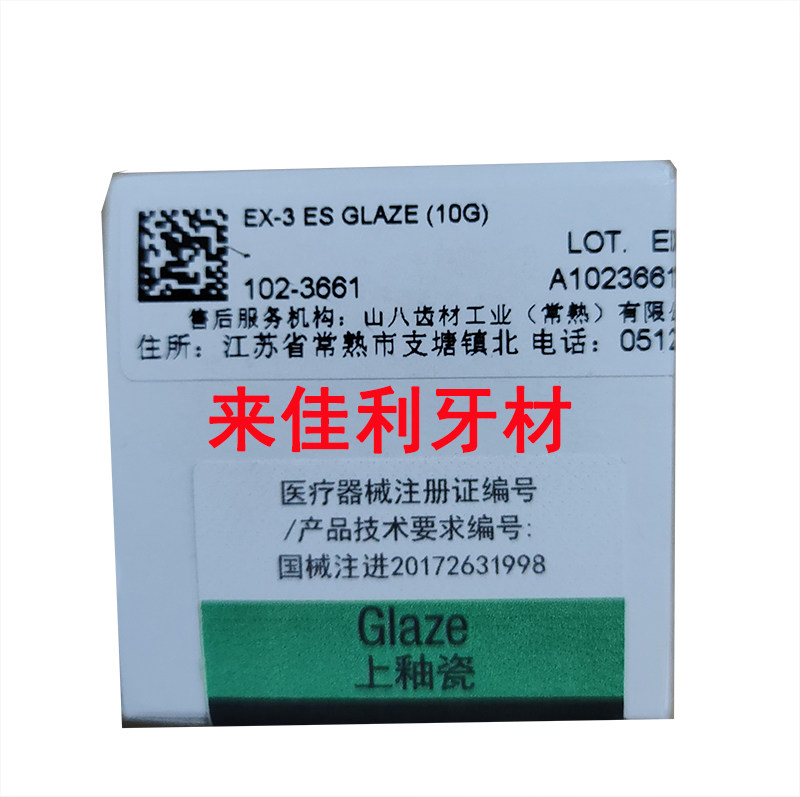 EX-3 ES GLAZE (10G)
LOT. EI
102-3661 A1023661
售后服务机构：山八齿材工业（常熟）有限
住所：江苏省常熟市支塘镇北 电话：0512
来佳利牙材
医疗器械注册证编号
/产品技术要求编号:
国械注进20172631998
Glaze
上釉瓷